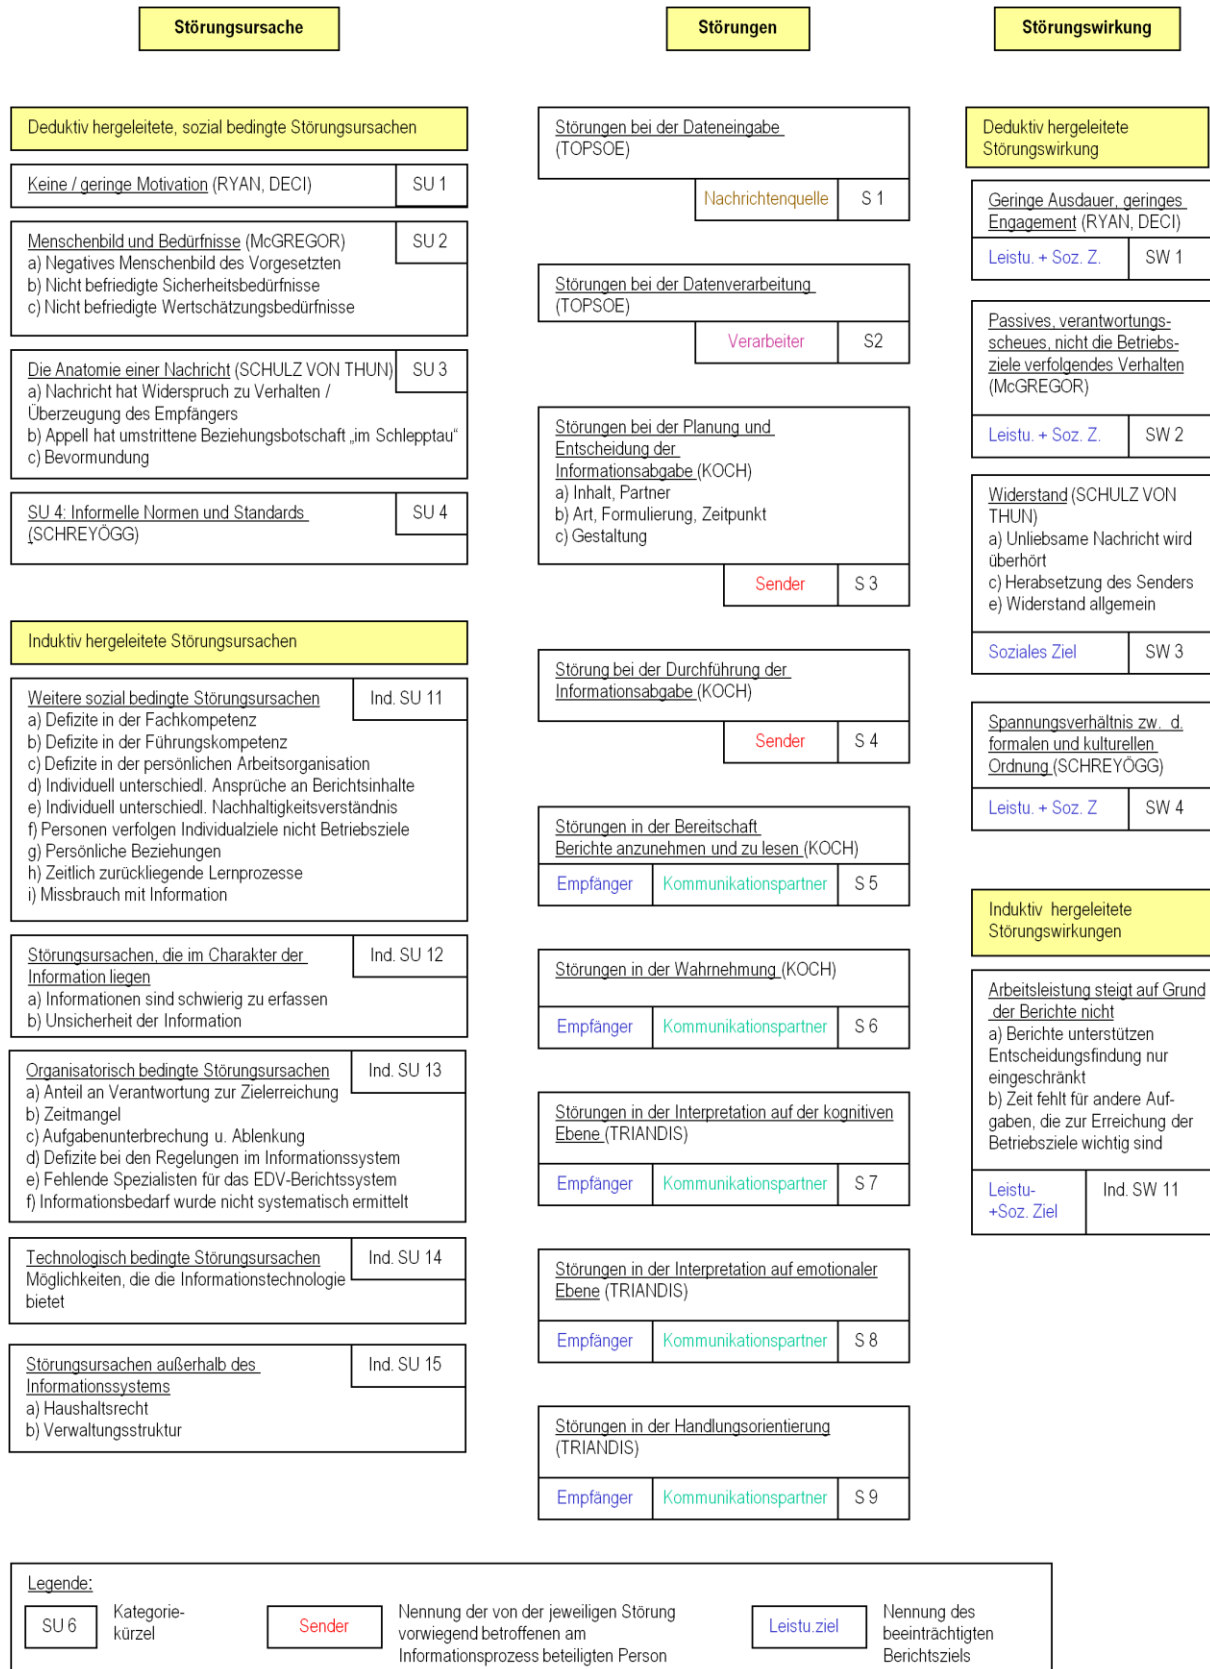 Störungsursache
Störungen
Störungswirkung
Deduktiv hergeleitete, sozial bedingte Störungsursachen
Keine / geringe Motivation (RYAN, DECI)
SU 1
Menschenbild und Bedürfnisse (McGREGOR)
SU 2
a) Negatives Menschenbild des Vorgesetzten
b) Nicht befriedigte Sicherheitsbedürfnisse
c) Nicht befriedigte Wertschätzungsbedürfnisse
Die Anatomie einer Nachricht (SCHULZ VON THUN)
SU 3
a) Nachricht hat Widerspruch zu Verhalten /
Überzeugung des Empfängers
b) Appell hat umstrittene Beziehungsbotschaft „im Schlepptau“
c) Bevormundung
SU 4: Informelle Normen und Standards
SU 4
(SCHREYÖGG)
Induktiv hergeleitete Störungsursachen
Weitere sozial bedingte Störungsursachen
Ind. SU 11
a) Defizite in der Fachkompetenz
b) Defizite in der Führungskompetenz
c) Defizite in der persönlichen Arbeitsorganisation
d) Individuell unterschiedl. Ansprüche an Berichtsinhalte
e) Individuell unterschiedl. Nachhaltigkeitsverständnis
f) Personen verfolgen Individualziele nicht Betriebsziele
g) Persönliche Beziehungen
h) Zeitlich zurückliegende Lernprozesse
i) Missbrauch mit Information
Störungsursachen, die im Charakter der
Ind. SU 12
Information liegen
a) Informationen sind schwierig zu erfassen
b) Unsicherheit der Information
Organisatorisch bedingte Störungsursachen
Ind. SU 13
a) Anteil an Verantwortung zur Zielerreichung
b) Zeitmangel
c) Aufgabenunterbrechung u. Ablenkung
d) Defizite bei den Regelungen im Informationssystem
e) Fehlende Spezialisten für das EDV-Berichtssystem
f) Informationsbedarf wurde nicht systematisch ermittelt
Technologisch bedingte Störungsursachen
Ind. SU 14
Möglichkeiten, die die Informationstechnologie
bietet
Störungsursachen außerhalb des
Ind. SU 15
Informationssystems
a) Haushaltsrecht
b) Verwaltungsstruktur
Störungen bei der Dateneingabe
(TOPSOE)
Nachrichtenquelle
S 1
Störungen bei der Datenverarbeitung
(TOPSOE)
Verarbeiter
S2
Störungen bei der Planung und
Entscheidung der
Informationsabgabe (KOCH)
a) Inhalt, Partner
b) Art, Formulierung, Zeitpunkt
c) Gestaltung
Sender
S 3
Störung bei der Durchführung der
Informationsabgabe (KOCH)
Sender
S 4
Störungen in der Bereitschaft
Berichte anzunehmen und zu lesen (KOCH)
Empfänger
Kommunikationspartner
S 5
Störungen in der Wahrnehmung (KOCH)
Empfänger
Kommunikationspartner
S 6
Störungen in der Interpretation auf der kognitiven
Ebene (TRIANDIS)
Empfänger
Kommunikationspartner
S 7
Störungen in der Interpretation auf emotionaler
Ebene (TRIANDIS)
Empfänger
Kommunikationspartner
S 8
Störungen in der Handlungsorientierung
(TRIANDIS)
Empfänger
Kommunikationspartner
S 9
Deduktiv hergeleitete
Störungswirkung
Geringe Ausdauer, geringes
Engagement (RYAN, DECI)
Leistu. + Soz. Z.
SW 1
Passives, verantwortungs-
scheues, nicht die Betriebs-
ziele verfolgendes Verhalten
(McGREGOR)
Leistu. + Soz. Z.
SW 2
Widerstand (SCHULZ VON
THUN)
a) Unliebsame Nachricht wird
überhört
c) Herabsetzung des Senders
e) Widerstand allgemein
Soziales Ziel
SW 3
Spannungsverhältnis zw. d.
formalen und kulturellen
Ordnung (SCHREYÖGG)
Leistu. + Soz. Z
SW 4
Induktiv hergeleitete
Störungswirkungen
Arbeitsleistung steigt auf Grund
der Berichte nicht
a) Berichte unterstützen
Entscheidungsfindung nur
eingeschränkt
b) Zeit fehlt für andere Auf-
gaben, die zur Erreichung der
Betriebsziele wichtig sind
Leistu-
+Soz. Ziel
Ind. SW 11
Legende:
SU 6
Kategorie-
kürzel
Sender
Nennung der von der jeweiligen Störung
vorwiegend betroffenen am
Informationsprozess beteiligten Person
Leistu.ziel
Nennung des
beeinträchtigten
Berichtsziels